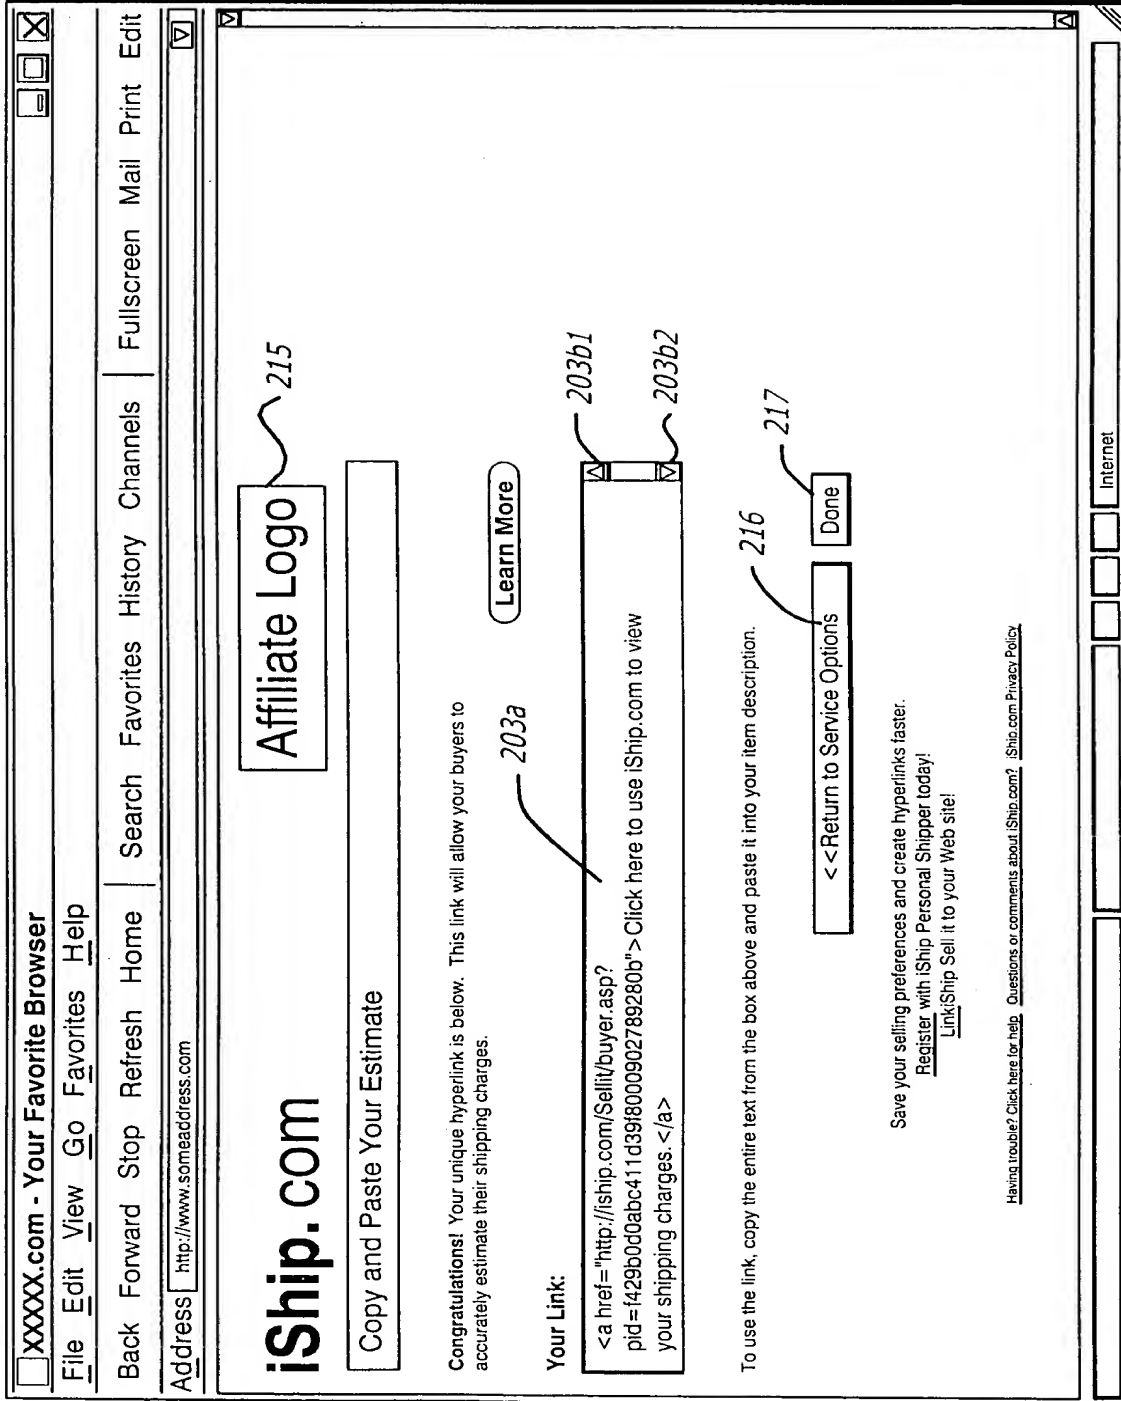 XXXXX.com - Your Favorite Browser
File Edit View Go Favorites Help
Back Forward Stop Refresh Home Search Favorites History Channels Fullscreen Mail Print Edit
Address http://www.someaddress.com
iShip.com
Affiliate Logo
215
Copy and Paste Your Estimate
Congratulations! Your unique hyperlink is below. This link will allow your buyers to
accurately estimate their shipping charges.
Learn More
203a
Your Link:
203b1
<a href="http://iship.com/Sellit/buyer.asp?
pid=f429b0d0abc411d39f8000902789280b">Click here to use iShip.com to view
your shipping charges.</a>
203b2
To use the link, copy the entire text from the box above and paste it into your item description.
216
217
<<Return to Service Options
Done
Save your selling preferences and create hyperlinks faster.
Register with iShip Personal Shipper today!
LinkiShip Sell it to your Web site!
Having trouble? Click here for help Questions or comments about iShip.com? iShip.com Privacy Policy
Internet